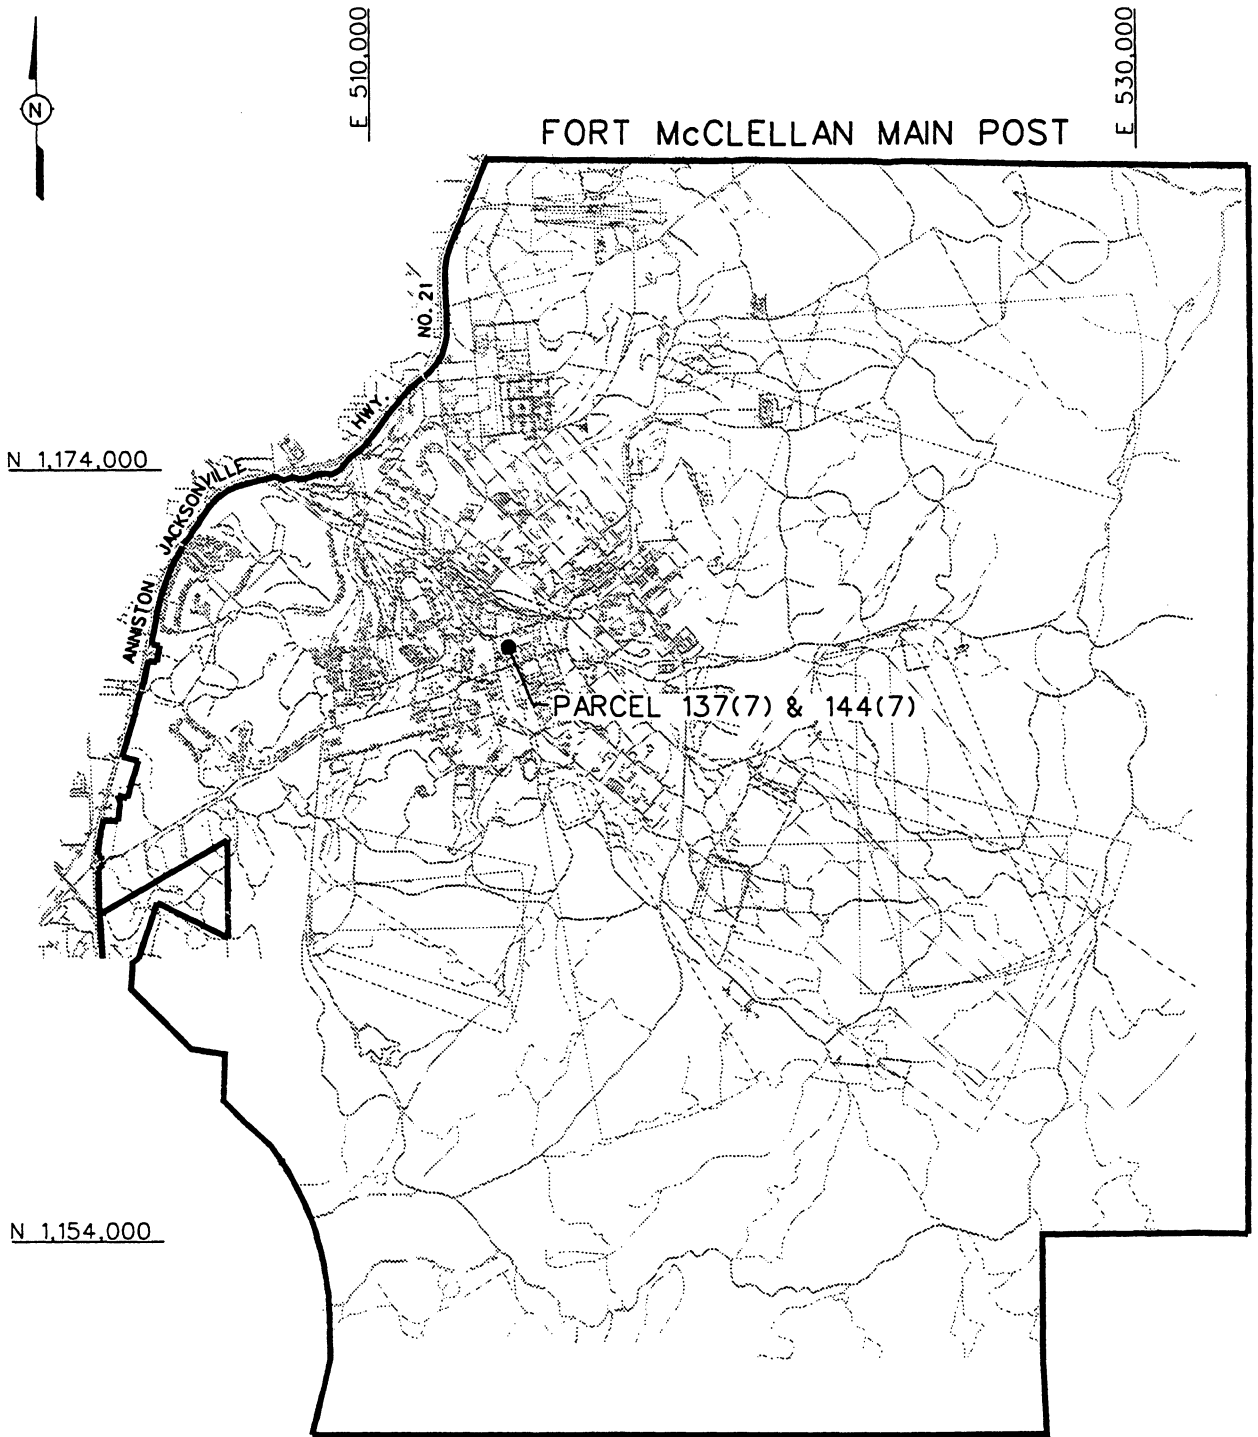 E 510,000
E 530,000
N
FORT McCLELLAN MAIN POST
NO. 21
HWY.
N 1,174,000
JACKSONVILLE
ANNISTON
PARCEL 137(7) & 144(7)
N 1,154,000